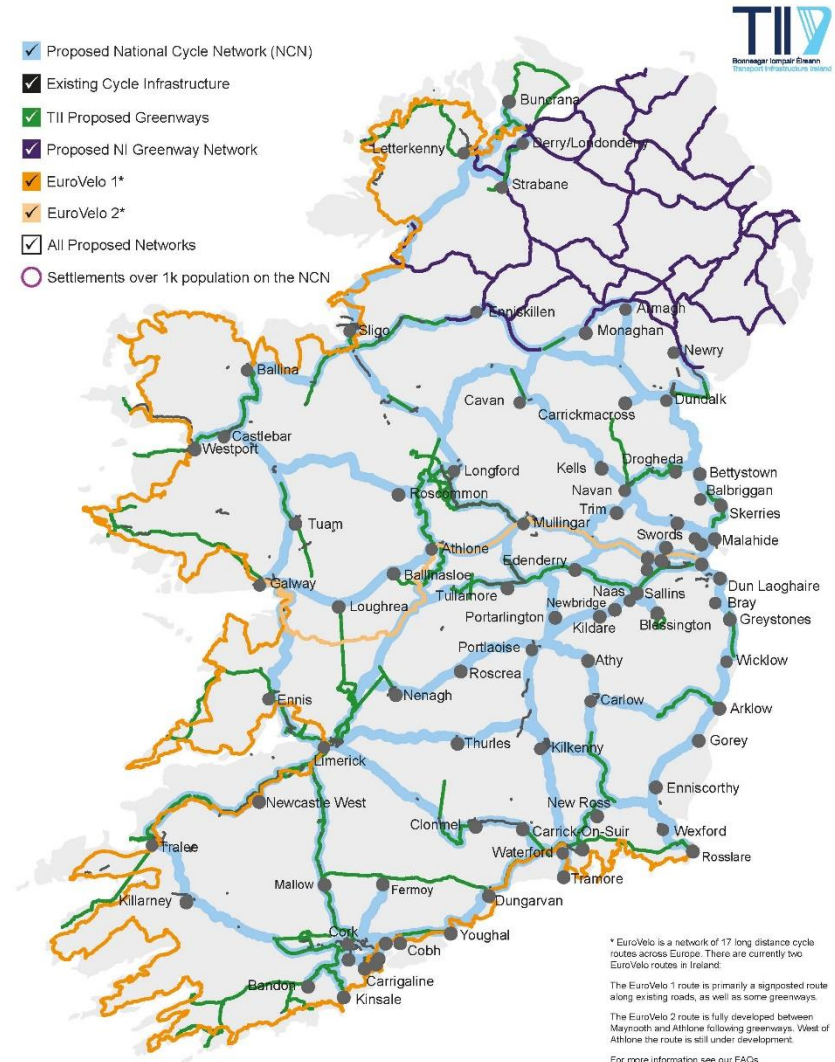 TII
Bonneagar Iompair Éireann
Transport Infrastructure Ireland
Proposed National Cycle Network (NCN)
Existing Cycle Infrastructure
TII Proposed Greenways
Proposed NI Greenway Network
EuroVelo 1*
EuroVelo 2*
All Proposed Networks
Settlements over 1k population on the NCN
Buncrana
Letterkenny
Derry/Londonderry
Strabane
Enniskillen
Armagh
Sligo
Monaghan
Newry
Ballina
Cavan
Carrickmacross
Dundalk
Castlebar
Westport
Drogheda
Longford
Kells
Bettystown
Navan
Balbriggan
Roscommon
Trim
Skerries
Tuam
Mullingar
Swords
Malahide
Athlone
Edenderry
Ballinasloe
Galway
Tullamore
Naas
Sallins
Dun Laoghaire
Loughrea
Newbridge
Bray
Portarlington
Kildare
Blessington
Greystones
Portlaoise
Athy
Wicklow
Roscrea
Ennis
Nenagh
Carlow
Arklow
Thurles
Kilkenny
Gorey
Limerick
Enniscorthy
Newcastle West
New Ross
Clonmel
Carrick-On-Suir
Wexford
Tralee
Waterford
Rosslare
Tramore
Mallow
Fermoy
Killarney
Dungarvan
Cork
Youghal
Cobh
Carrigaline
Bandon
Kinsale
* EuroVelo is a network of 17 long distance cycle
routes across Europe. There are currently two
EuroVelo routes in Ireland:
The EuroVelo 1 route is primarily a signposted route
along existing roads, as well as some greenways.
The EuroVelo 2 route is fully developed between
Maynooth and Athlone following greenways. West of
Athlone the route is still under development.
For more information see our FAQs